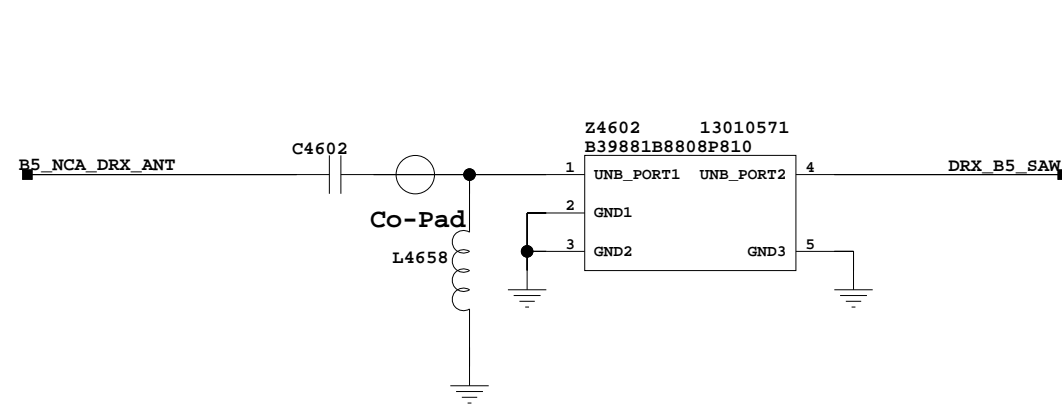 Z4602 13010571
B39881B8808P810
C4602
B5_NCA_DRX_ANT
1 UNB_PORT1 UNB_PORT2 4
DRX_B5_SAW
Co-Pad
2 GND1
L4658
3 GND2 GND3 5